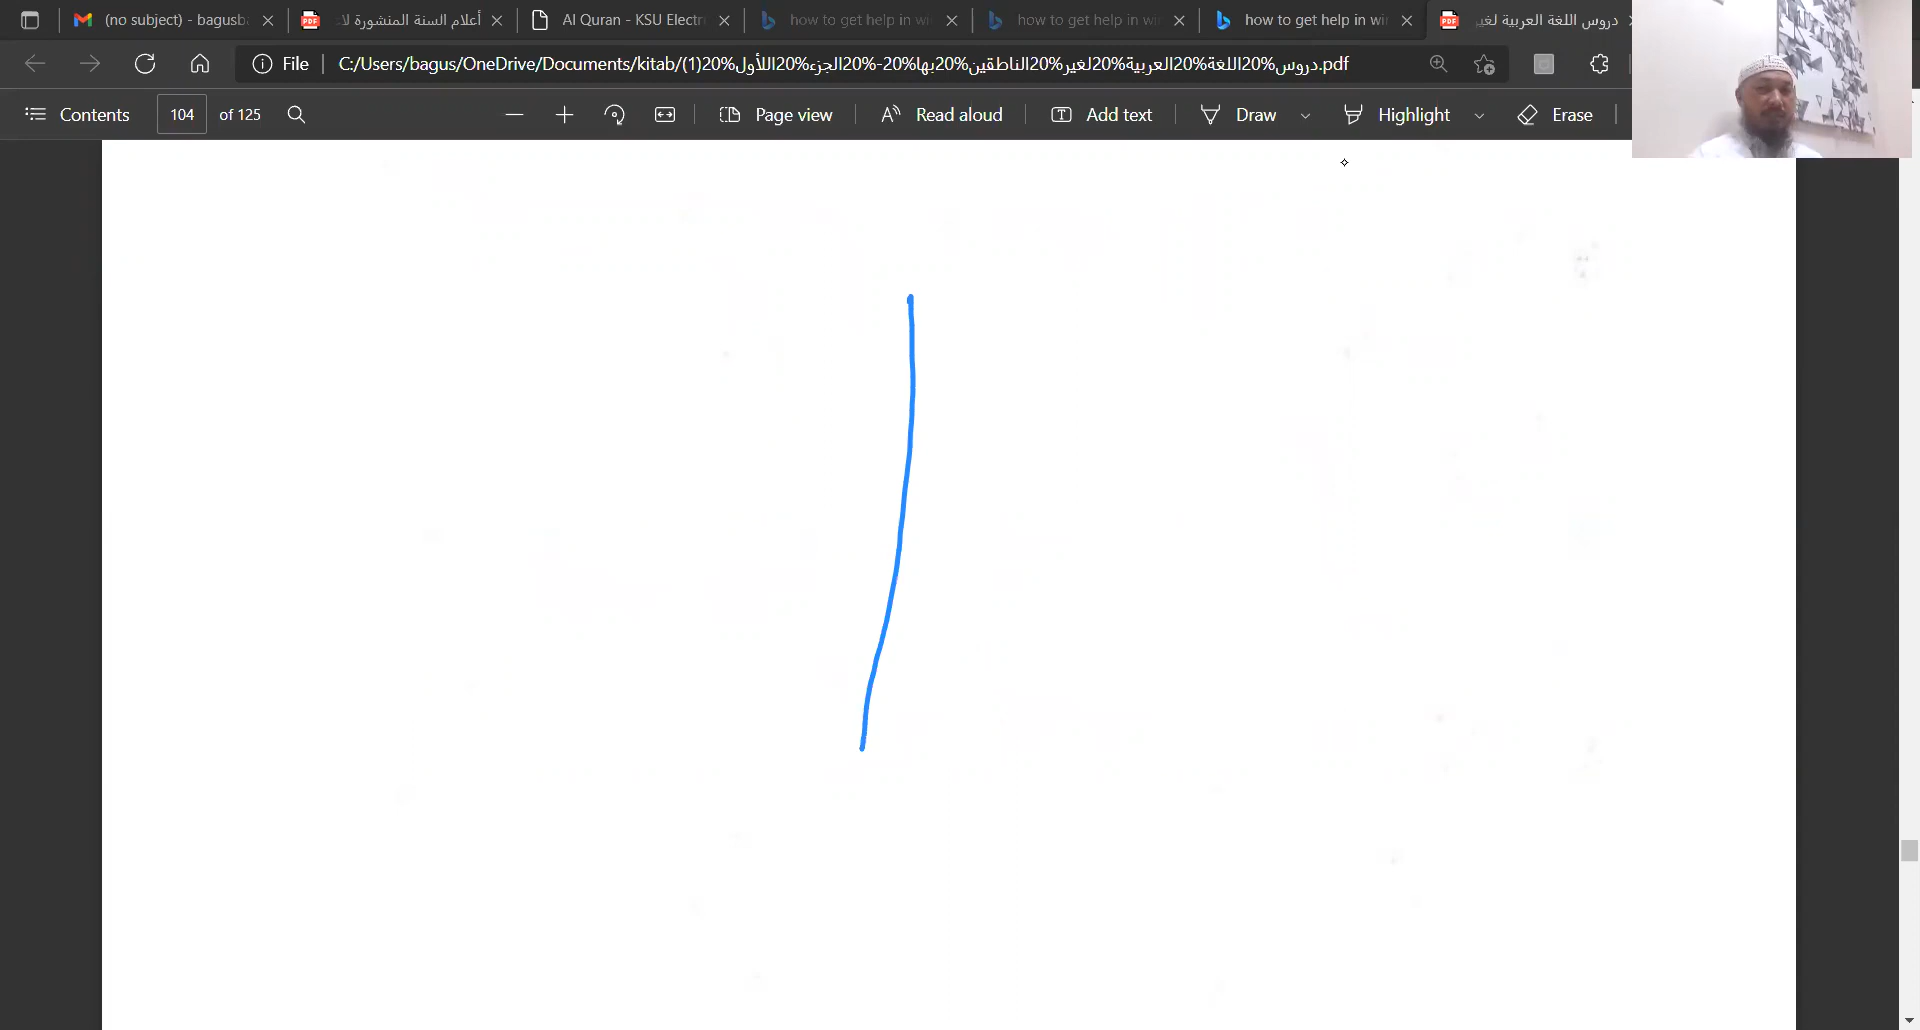 (no subject) - bagusba
أعلام السنة المنشورة لا
Al Quran - KSU Electr
how to get help in wi
how to get help in wi
how to get help in wi
دروس اللغة العربية لغير
File
C:/Users/bagus/OneDrive/Documents/kitab/(1)دروس%20اللغة%20العربية%20لغير%20الناطقين%20بها%20-%20الجزء%20اللأول%20.pdf
Contents
104 of 125
Page view
Read aloud
Add text
Draw
Highlight
Erase